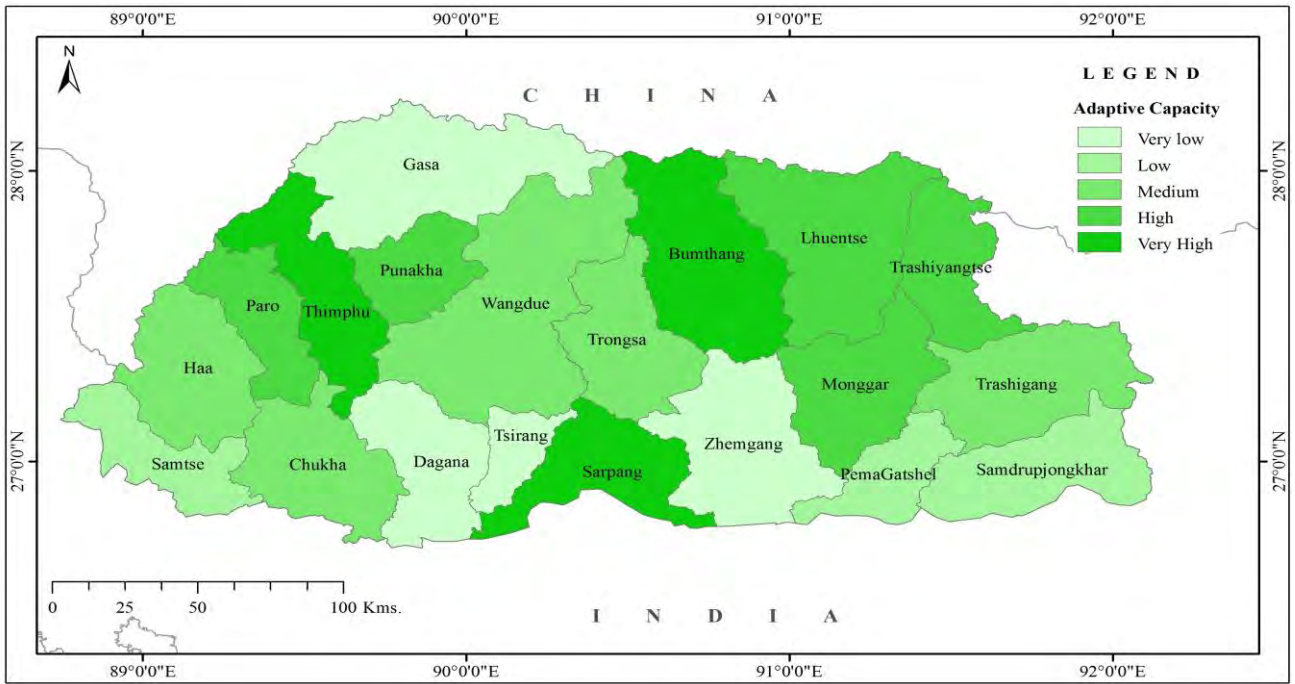 89°0'0"E 90°0'0"E 91°0'0"E 92°0'0"E
N
C H I N A
L E G E N D
Adaptive Capacity
Very low
Low
Medium
High
Very High
28°0'0"N
28°0'0"N
Gasa
Punakha
Bumthang
Lhuentse
Trashiyangtse
Paro
Thimphu
Wangdue
Trongsa
Haa
Monggar
Trashigang
Tsirang
Zhemgang
Samtse
Chukha
Dagana
Sarpang
PemaGatshel
Samdrupjongkhar
27°0'0"N
27°0'0"N
0 25 50 100 Kms.
I N D I A
89°0'0"E 90°0'0"E 91°0'0"E 92°0'0"E